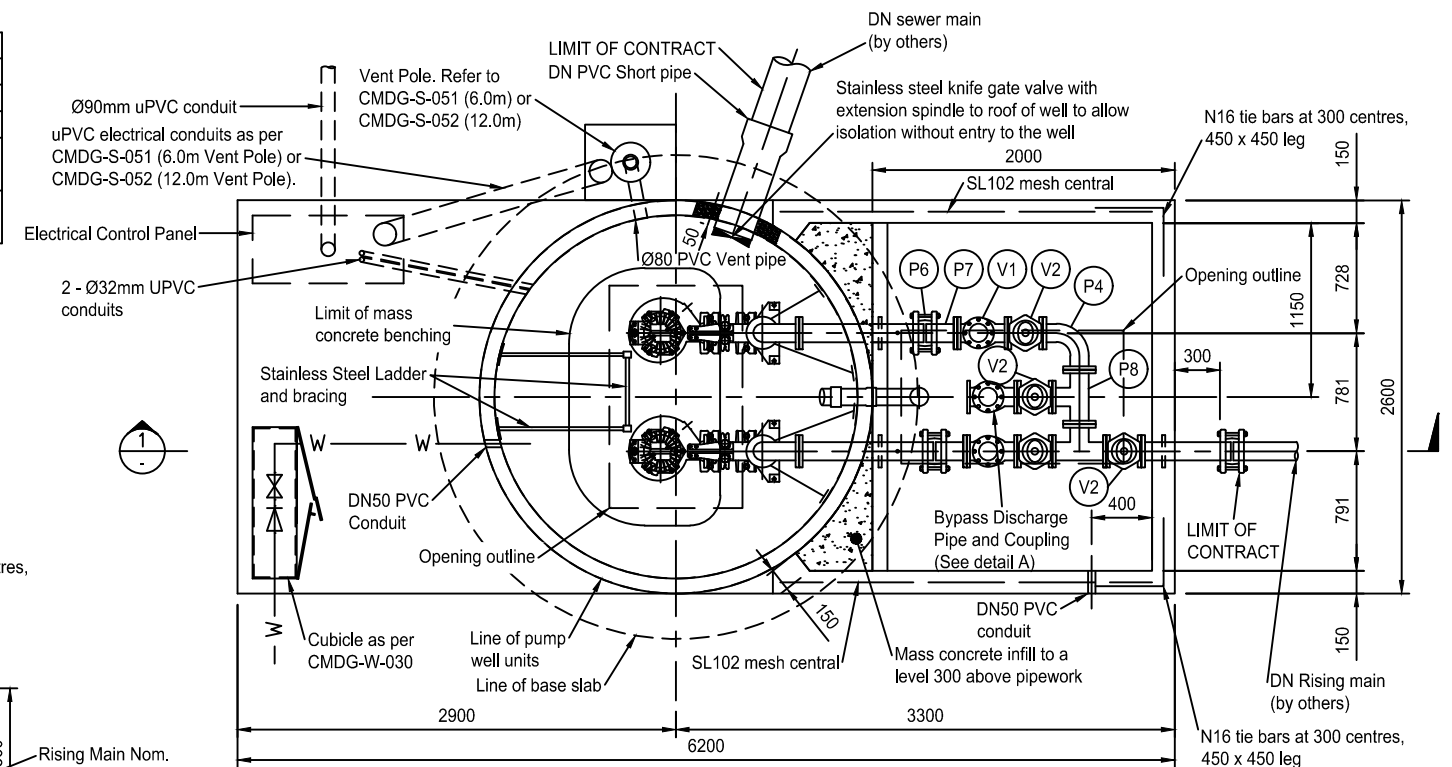 DN sewer main
(by others)
LIMIT OF CONTRACT
DN PVC Short pipe
Vent Pole. Refer to
CMDG-S-051 (6.0m) or
CMDG-S-052 (12.0m)
Stainless steel knife gate valve with
extension spindle to roof of well to allow
isolation without entry to the well
Ø90mm uPVC conduit
N16 tie bars at 300 centres,
450 x 450 leg
uPVC electrical conduits as per
CMDG-S-051 (6.0m Vent Pole) or
CMDG-S-052 (12.0m Vent Pole).
2000
150
SL102 mesh central
Electrical Control Panel
50
Ø80 PVC Vent pipe
P6
P7
V1
V2
P4
Opening outline
728
1150
2 - Ø32mm UPVC
conduits
Limit of mass
concrete benching
300
V2
P8
Stainless Steel Ladder
and bracing
781
2600
1
-
W
W
DN50 PVC
Conduit
V2
400
Opening outline
Bypass Discharge
Pipe and Coupling
(See detail A)
LIMIT OF
CONTRACT
791
tres,
150
DN50 PVC
conduit
150
W
Cubicle as per
CMDG-W-030
Line of pump
well units
Line of base slab
SL102 mesh central
Mass concrete infill to a
level 300 above pipework
DN Rising main
(by others)
2900
3300
6200
N16 tie bars at 300 centres,
450 x 450 leg
Rising Main Nom.